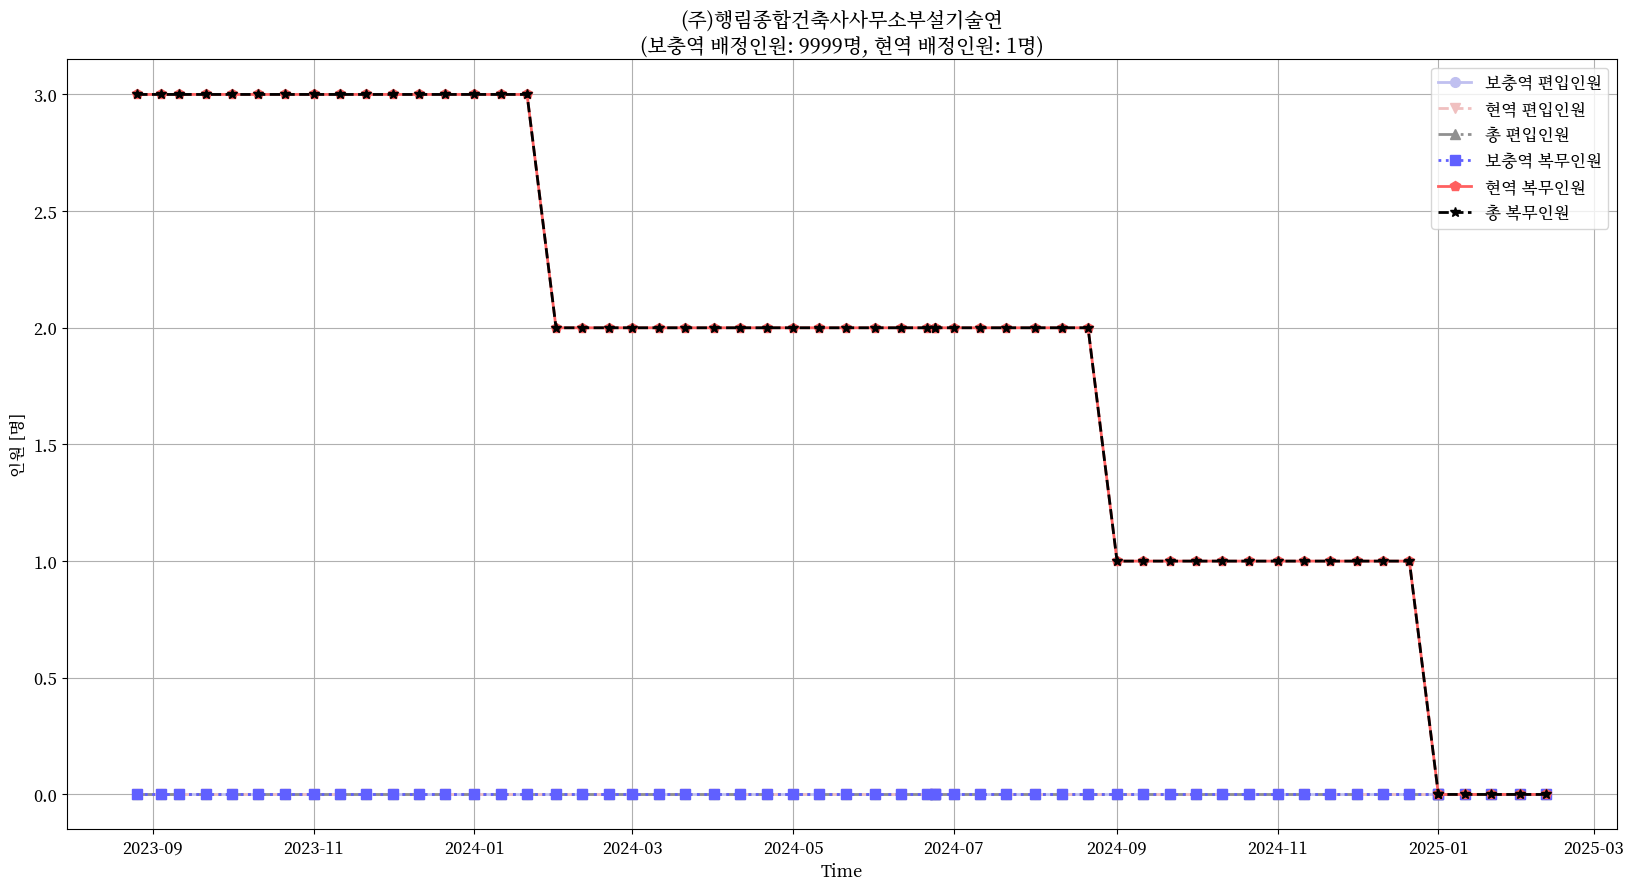 (주)행림종합건축사사무소부설기술연
(보충역 배정인원: 9999명, 현역 배정인원: 1명)
보충역 편입인원
현역 편입인원
총 편입인원
보충역 복무인원
현역 복무인원
총 복무인원
인원 [명]
3.0
2.5
2.0
1.5
1.0
0.5
0.0
2023-09
2023-11
2024-01
2024-03
2024-05
2024-07
2024-09
2024-11
2025-01
2025-03
Time